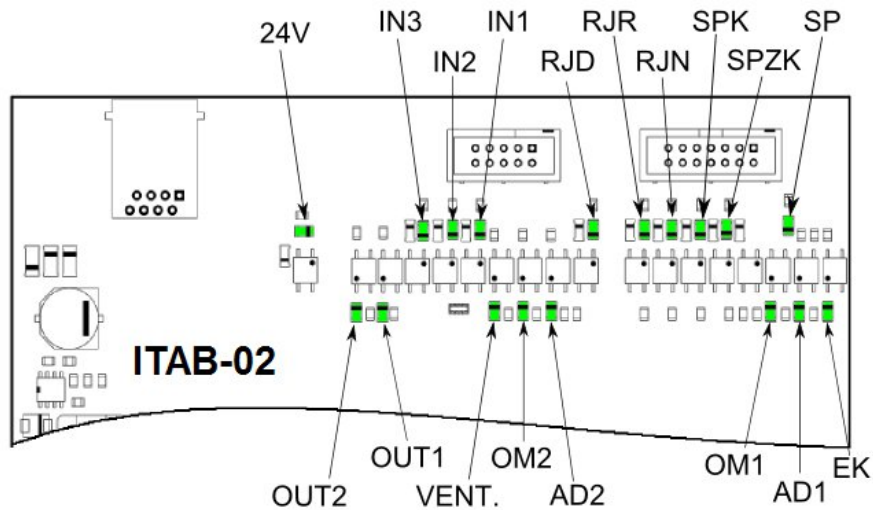 24V
IN3
IN2
IN1
RJD
RJR
RJN
SPK
SPZK
SP
ITAB-02
OUT2
OUT1
VENT.
OM2
AD2
OM1
AD1
EK